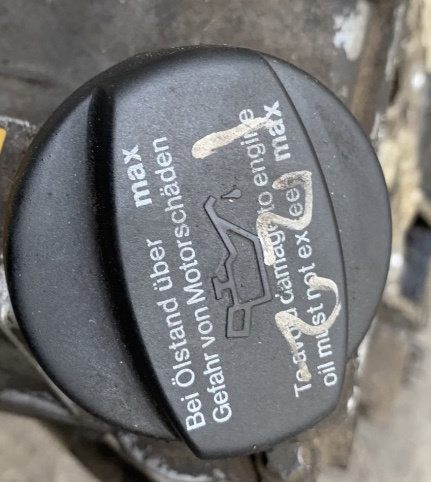 Bei Ölstand über max
Gefahr von Motorschäden
To avoid damage to engine
oil must not exceed max